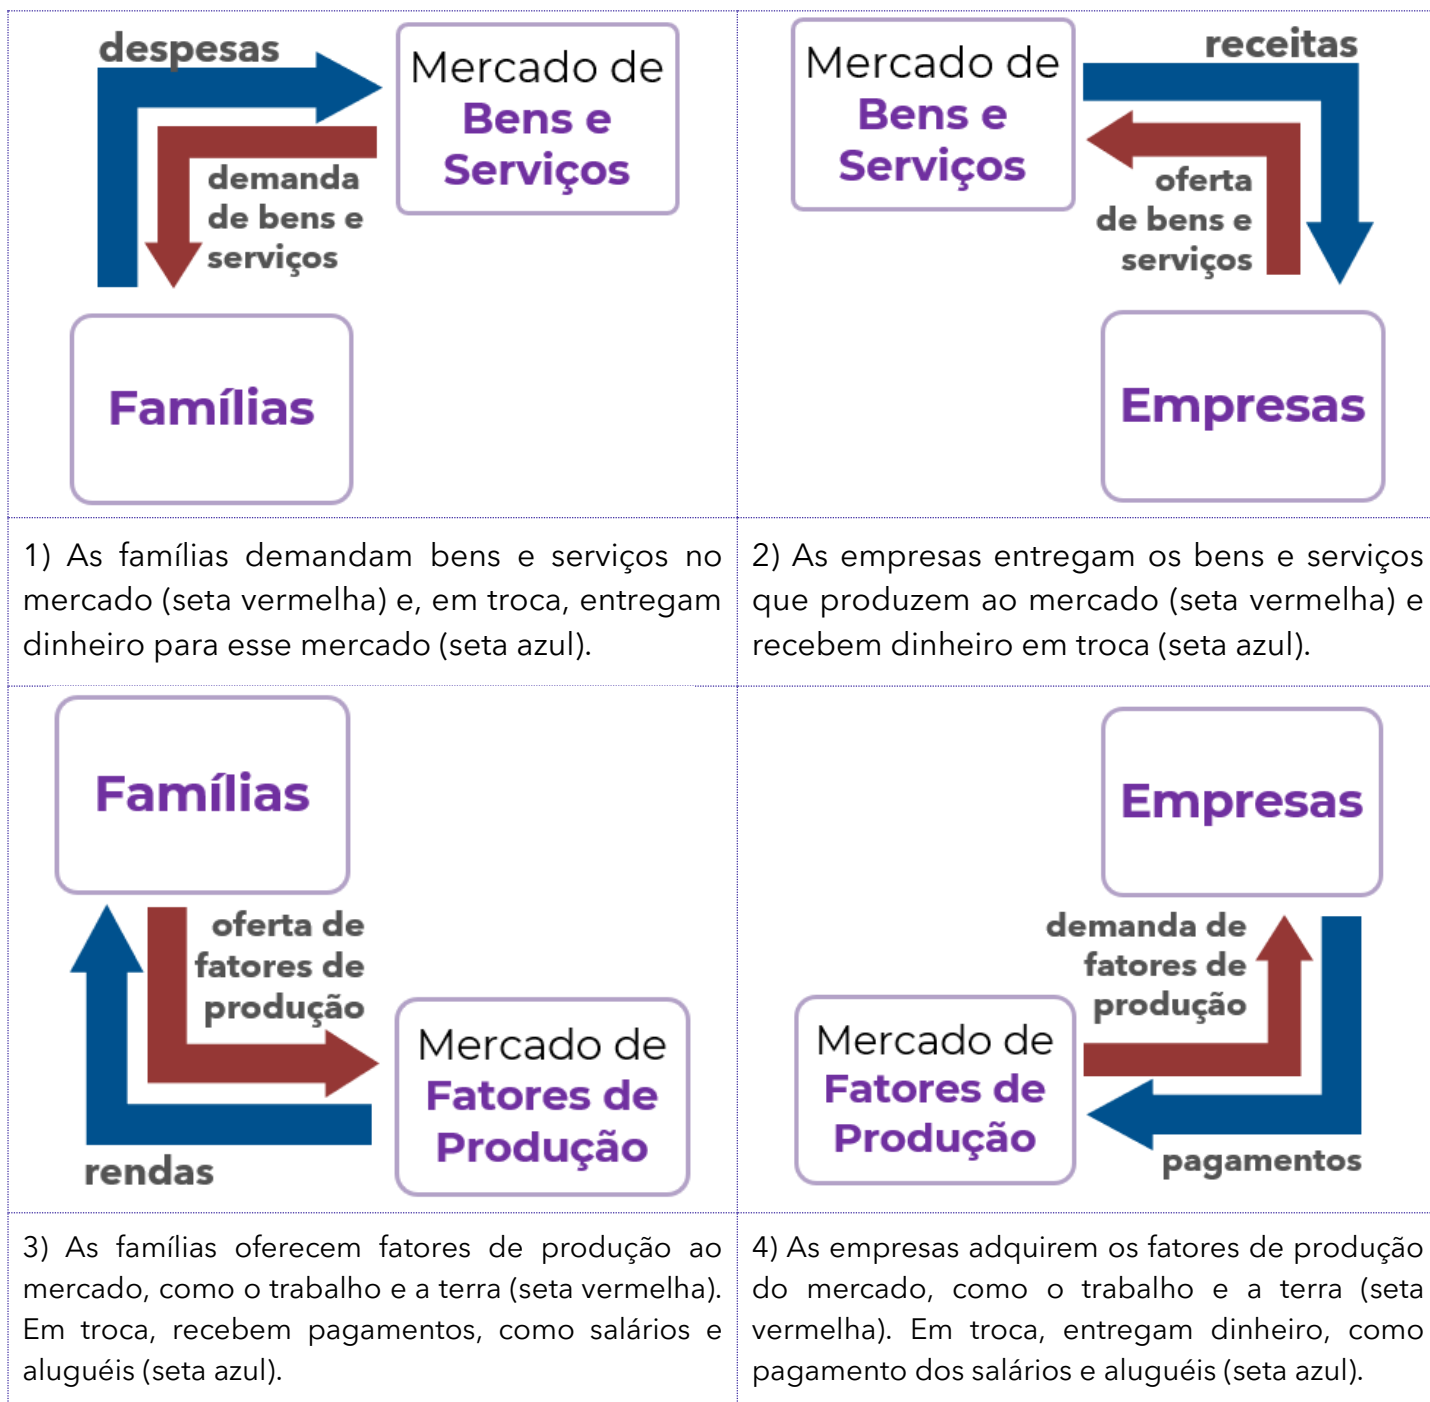 despesas
Mercado de
Bens e
Serviços
demanda
de bens e
serviços
Famílias
Mercado de
Bens e
Serviços
receitas
oferta
de bens e
serviços
Empresas
1) As famílias demandam bens e serviços no
mercado (seta vermelha) e, em troca, entregam
dinheiro para esse mercado (seta azul).
2) As empresas entregam os bens e serviços
que produzem ao mercado (seta vermelha) e
recebem dinheiro em troca (seta azul).
Famílias
oferta de
fatores de
produção
Mercado de
Fatores de
Produção
rendas
Empresas
demanda de
fatores de
produção
Mercado de
Fatores de
Produção
pagamentos
3) As famílias oferecem fatores de produção ao
mercado, como o trabalho e a terra (seta vermelha).
Em troca, recebem pagamentos, como salários e
aluguéis (seta azul).
4) As empresas adquirem os fatores de produção
do mercado, como o trabalho e a terra (seta
vermelha). Em troca, entregam dinheiro, como
pagamento dos salários e aluguéis (seta azul).